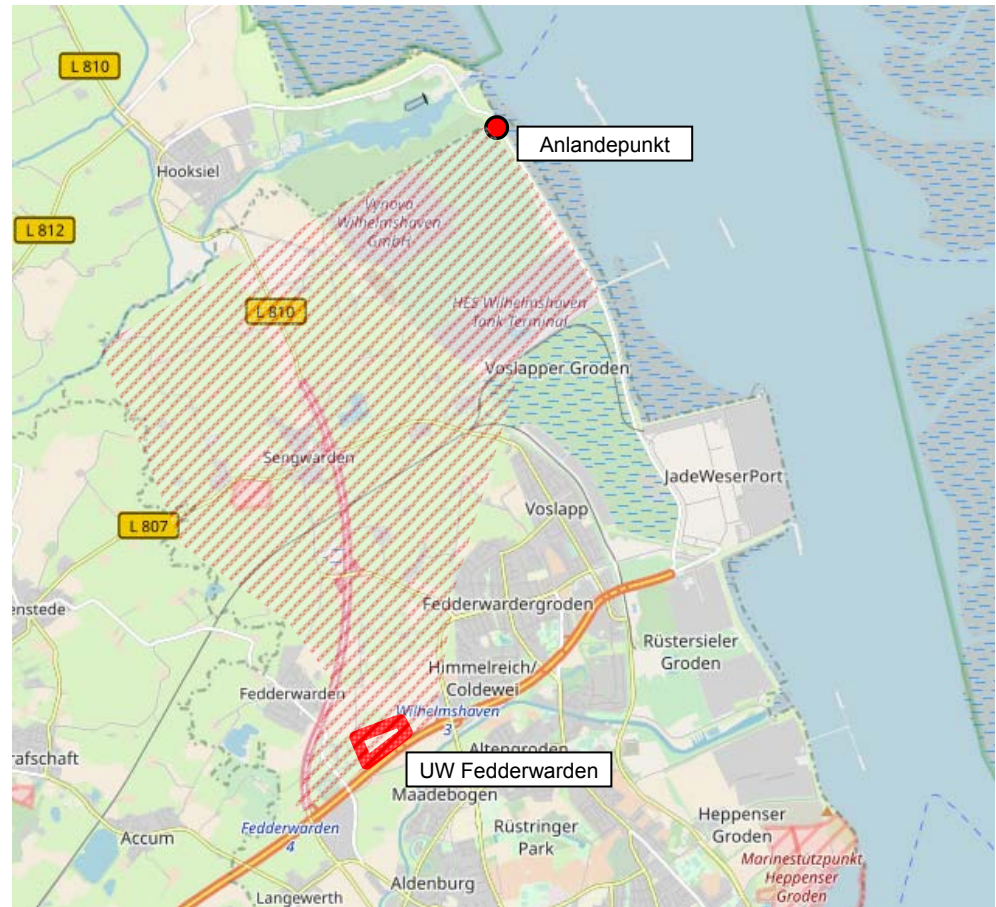 L 810
Anlandepunkt
Hooksiel
Vynova
Wilhelmshaven
GmbH
L 812
L 810
HES Wilhelmshaven
Tank Terminal
Voslapper Groden
Sengwarden
JadeWeserPort
Voslapp
L 807
enstede
Fedderwardergroden
Rüstersieler
Groden
Himmelreich/
Coldewei
Fedderwarden
Wilhelmshaven
3
Altengroden
rafschaft
UW Fedderwarden
Maadebogen
Heppenser
Groden
Fedderwarden
4
Rüstringer
Park
Accum
Marinestützpunkt
Heppenser
Groden
Aldenburg
Langewerth